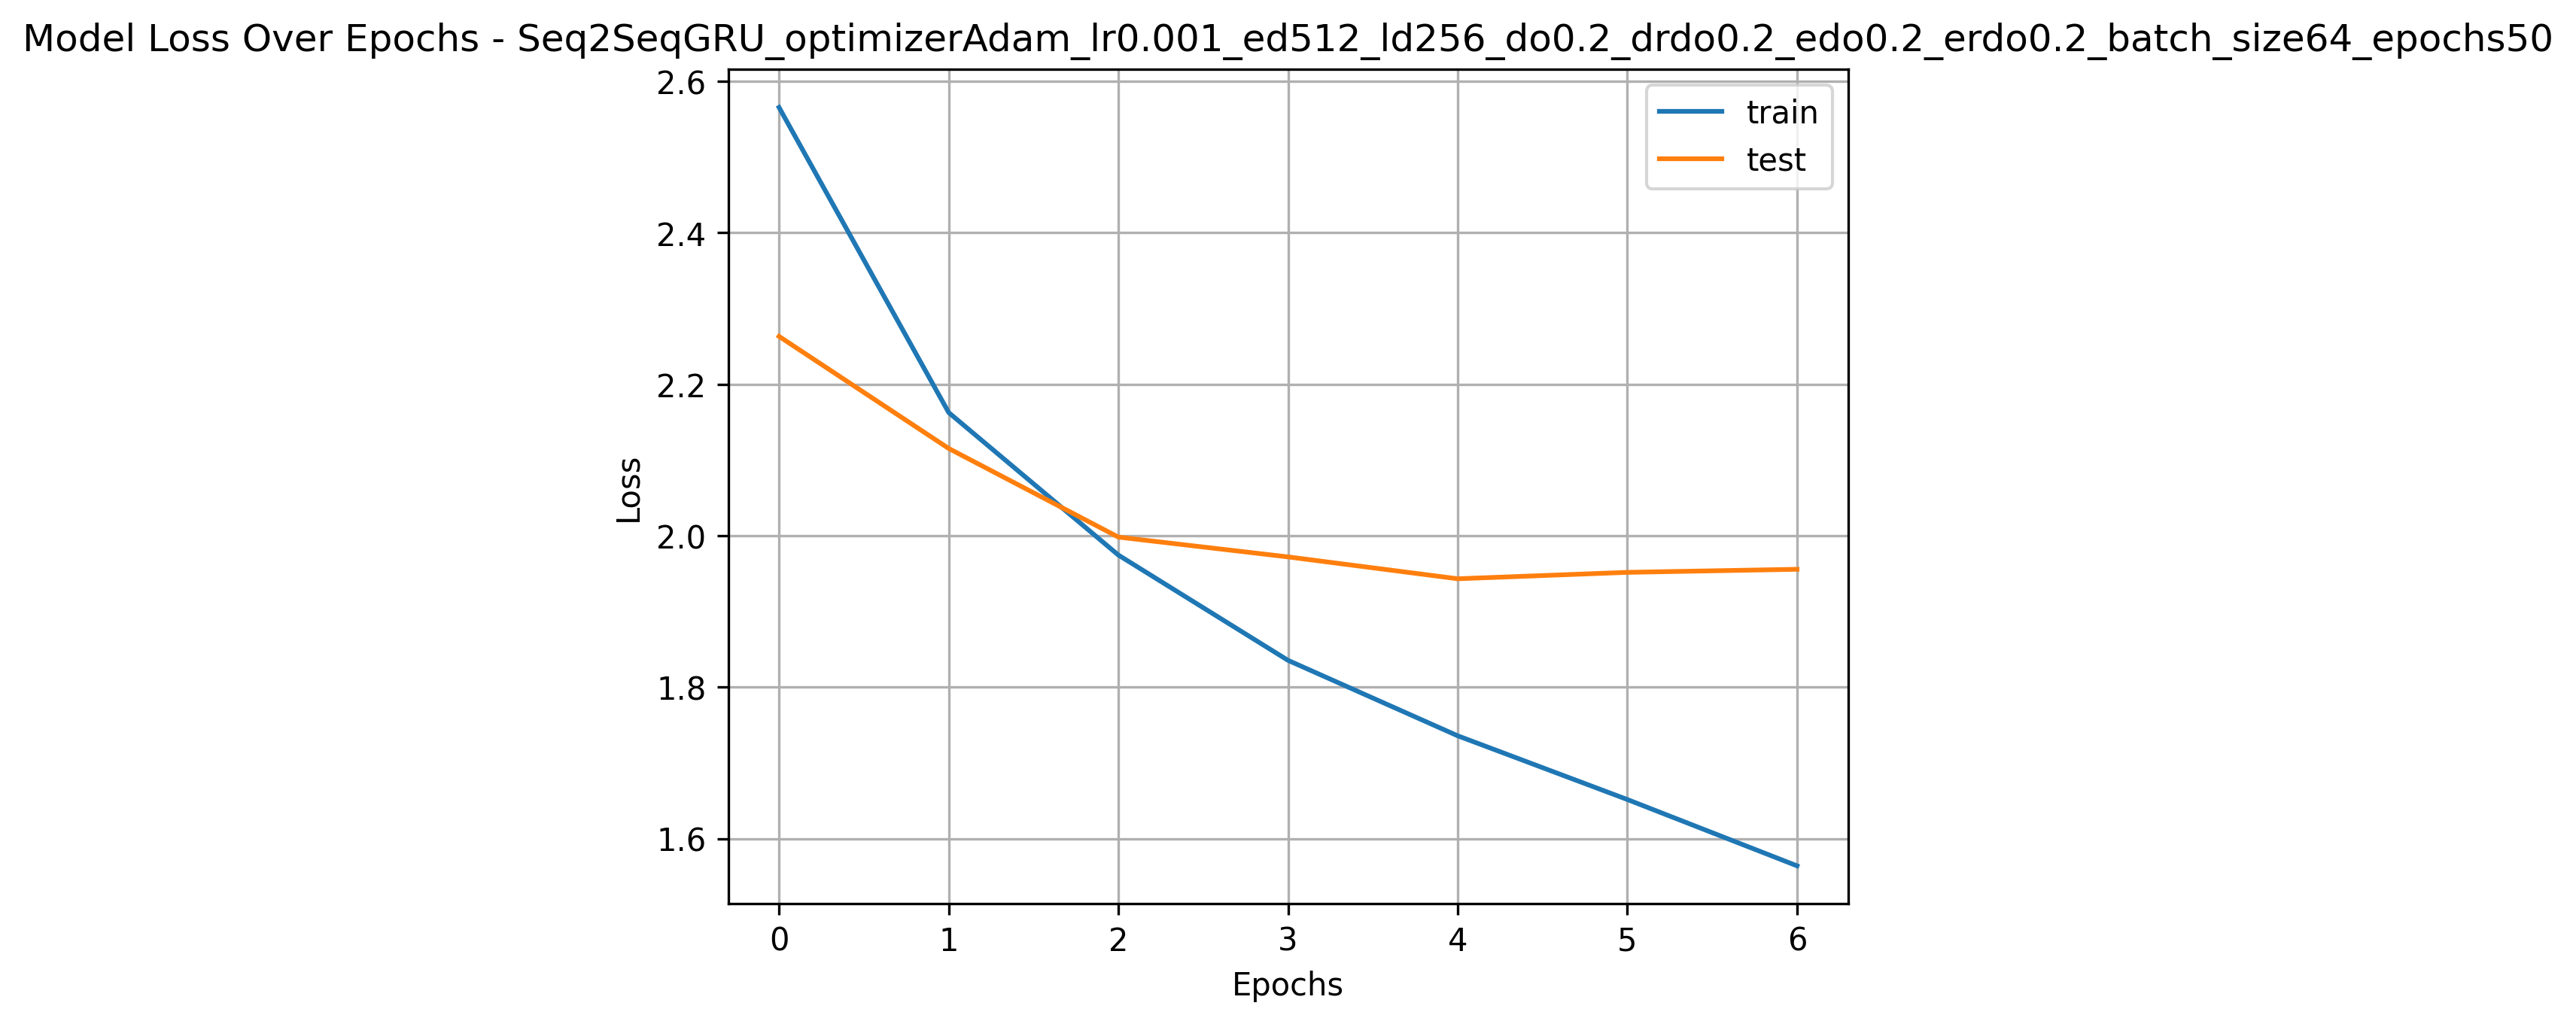 Model Loss Over Epochs - Seq2SeqGRU_optimizerAdam_lr0.001_ed512_ld256_do0.2_drdo0.2_edo0.2_erdo0.2_batch_size64_epochs50
train
test
2.6
2.4
2.2
2.0
1.8
1.6
Loss
0 1 2 3 4 5 6
Epochs